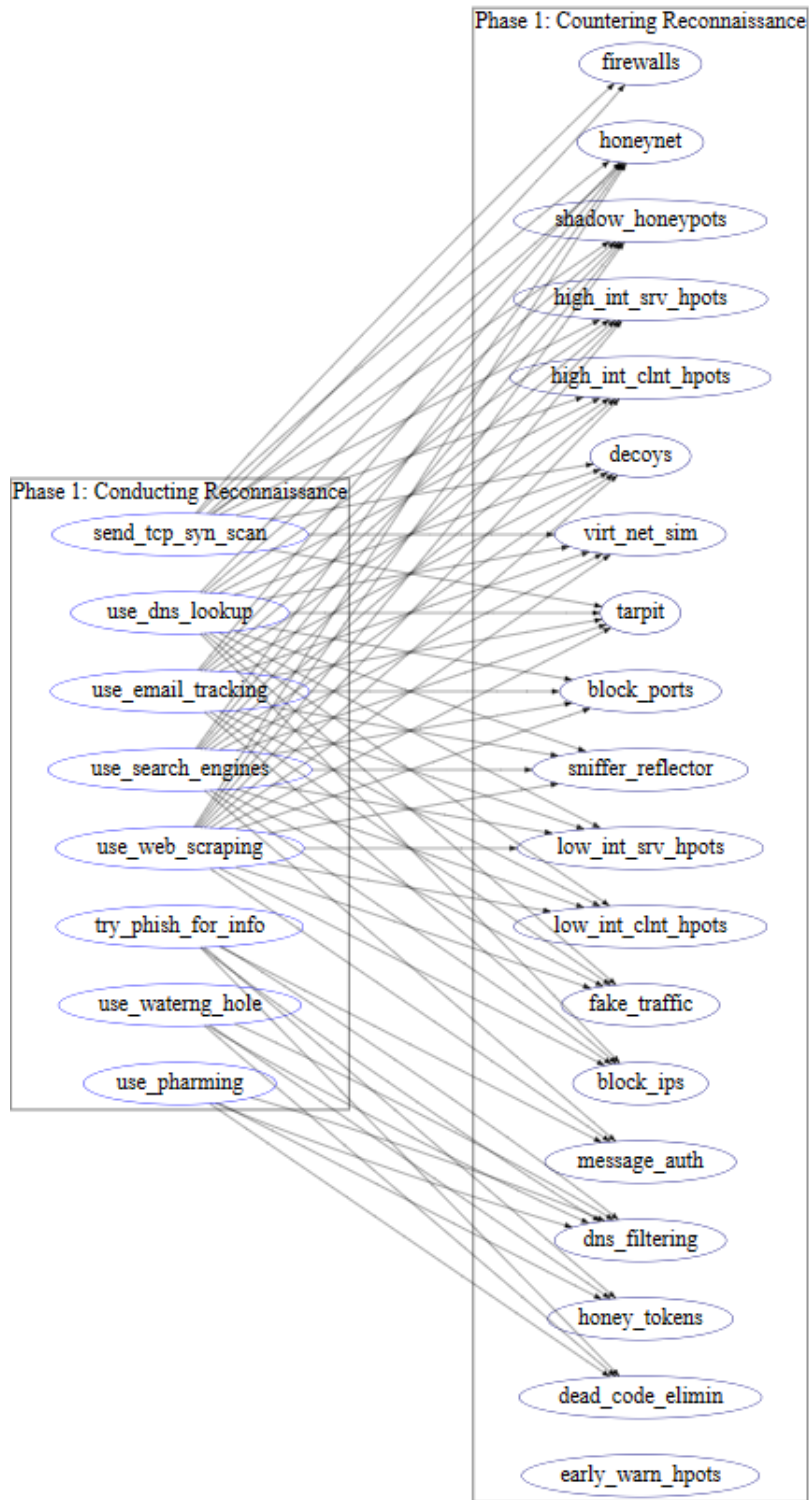 Phase 1: Countering Reconnaissance
firewalls
honeynet
shadow_honeypots
high_int_srv_hpots
high_int_clnt_hpots
decoys
virt_net_sim
tarpit
block_ports
sniffer_reflector
low_int_srv_hpots
low_int_clnt_hpots
fake_traffic
block_ips
message_auth
dns_filtering
honey_tokens
dead_code_elimin
early_warn_hpots
Phase 1: Conducting Reconnaissance
send_tcp_syn_scan
use_dns_lookup
use_email_tracking
use_search_engines
use_web_scraping
try_phish_for_info
use_waterng_hole
use_pharming